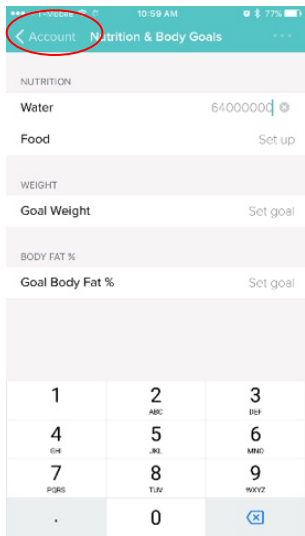 T-Mobile 10:59 AM 77%
Account Nutrition & Body Goals
NUTRITION
Water 64000000
Food Set up
WEIGHT
Goal Weight Set goal
BODY FAT %
Goal Body Fat % Set goal
1 2 3
ABC DEF
4 5 6
GHI JKL MNO
7 8 9
PQRS TUV WXYZ
. 0